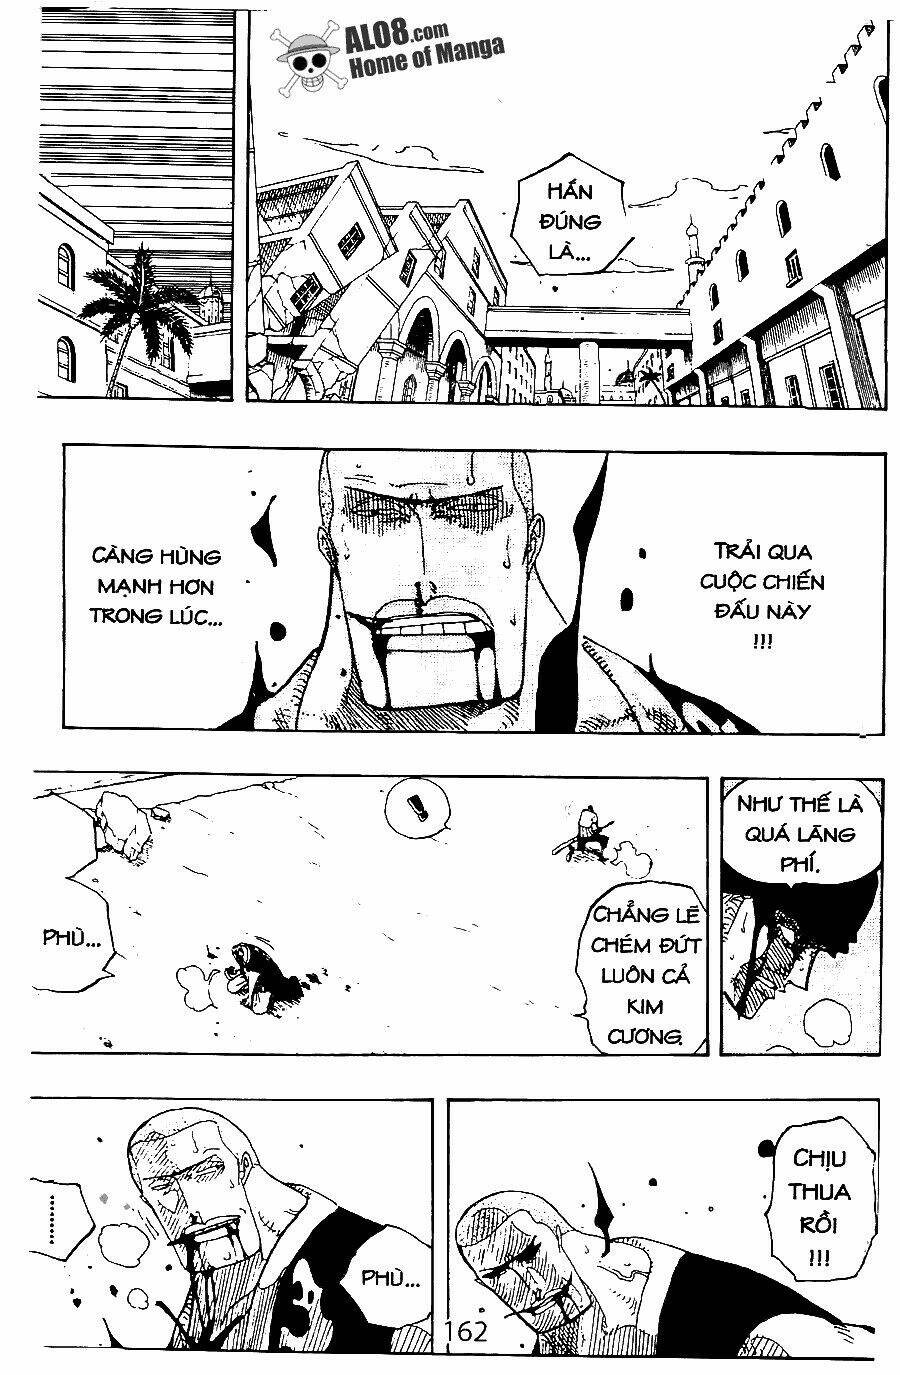 AL08.com
Home of Manga
HẮN
ĐÚNG
LÀ...
TRẢI QUA
CUỘC CHIẾN
ĐẤU NÀY
!!!
CÀNG HÙNG
MẠNH HƠN
TRONG LÚC...
NHƯ THẾ LÀ
QUÁ LÃNG
PHÍ.
!
CHẲNG LẼ
CHÉM ĐỨT
LUÔN CẢ
KIM
CƯƠNG.
PHÙ...
CHỊU
THUA
RỒI
!!!
PHÙ...
.........
162